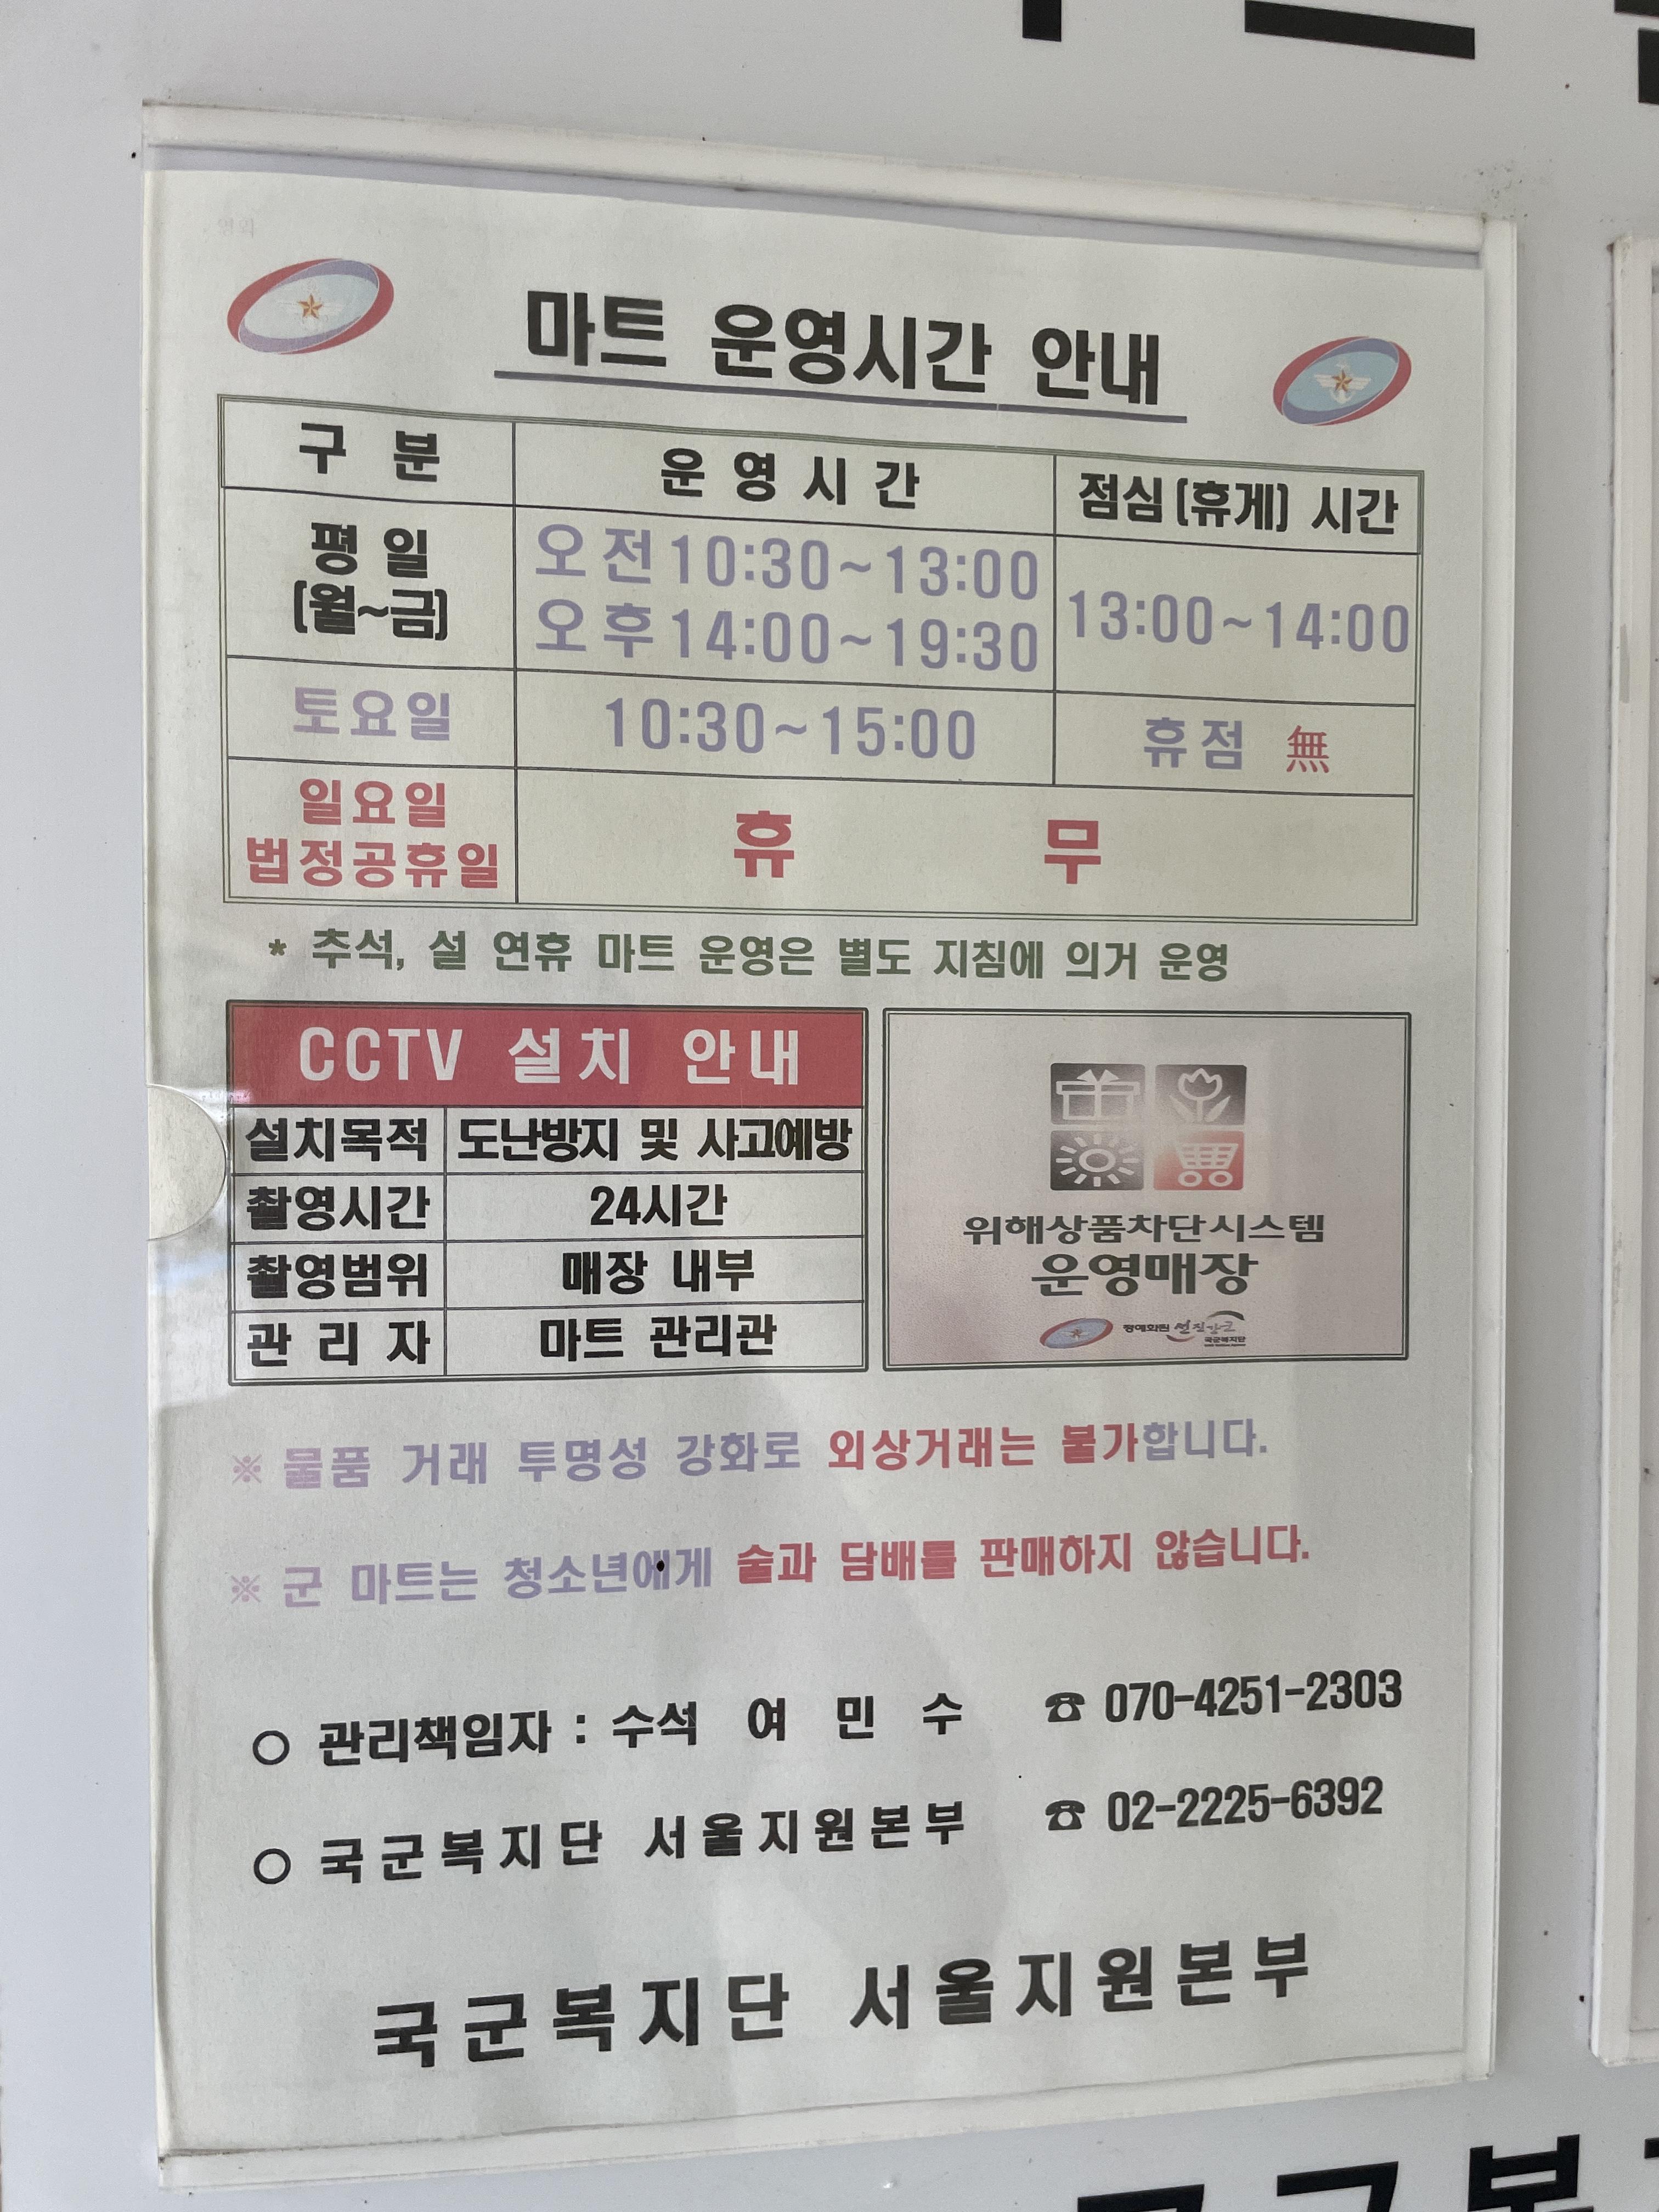 마트 운영시간 안내
구 분 운 영 시 간 점심(휴게) 시간
평 일
(월~금)
오전 10:30~13:00
오후 14:00~19:30
13:00~14:00
토요일 10:30~15:00 휴점 無
일요일
법정공휴일
휴 무
* 추석, 설 연휴 마트 운영은 별도 지침에 의거 운영
CCTV 설치 안내
설치목적 도난방지 및 사고예방
촬영시간 24시간
촬영범위 매장 내부
관 리 자 마트 관리관
위해상품차단시스템
운영매장
국군복지단
※ 물품 거래 투명성 강화로 외상거래는 불가합니다.
※ 군 마트는 청소년에게 술과 담배를 판매하지 않습니다.
○ 관리책임자 : 수석 여 민 수 ☎ 070-4251-2303
○ 국군복지단 서울지원본부 ☎ 02-2225-6392
국군복지단 서울지원본부